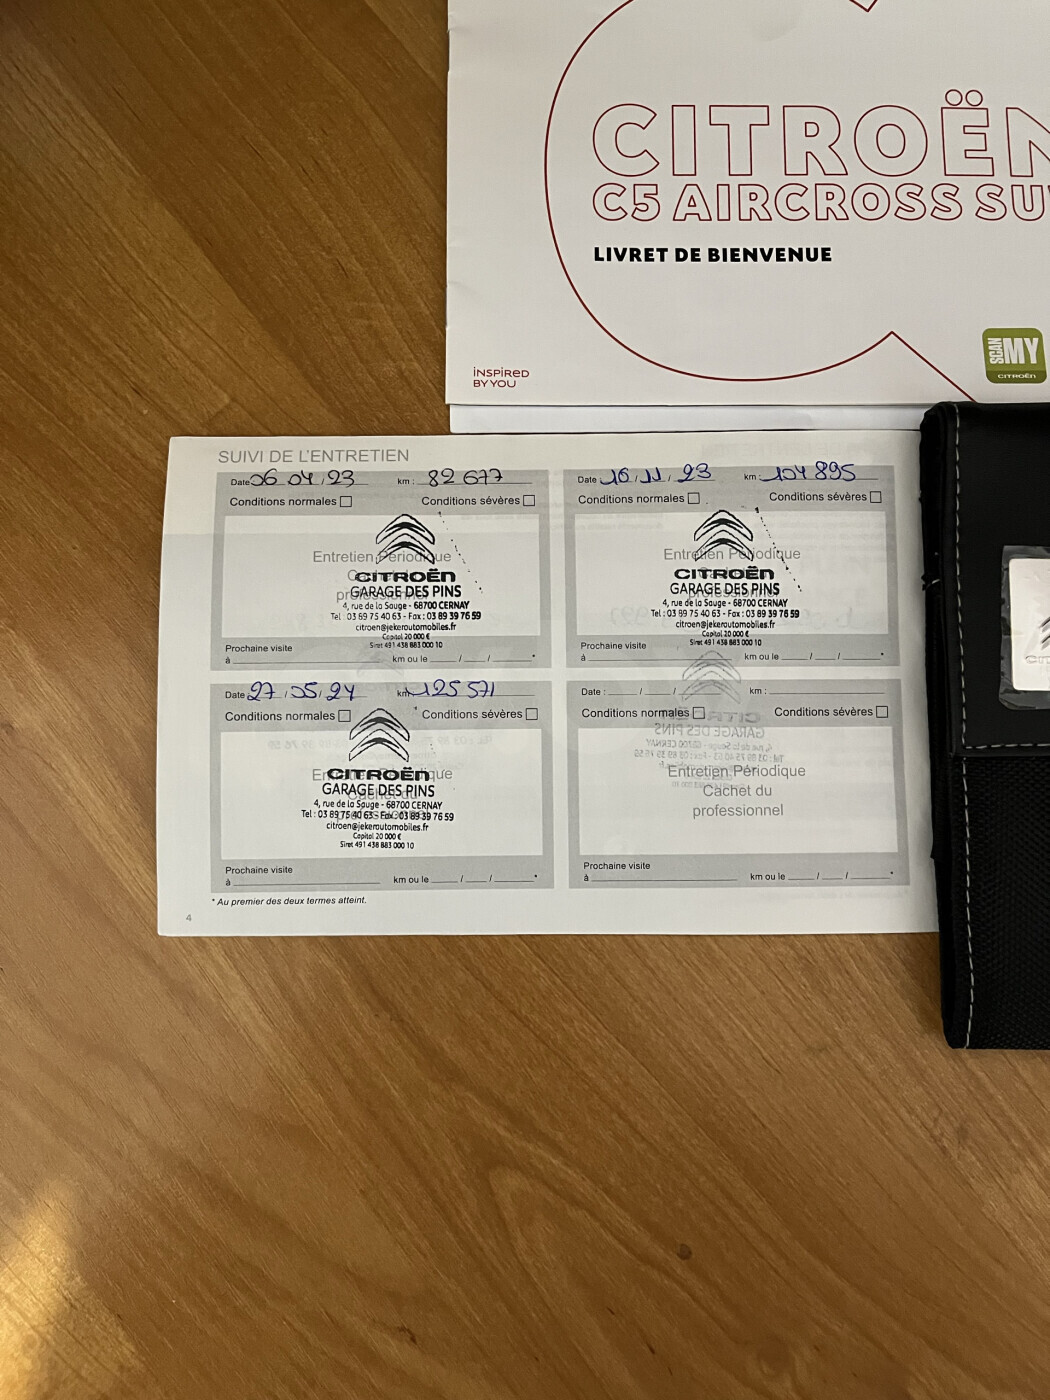 CITROËN
C5 AIRCROSS SU
LIVRET DE BIENVENUE
INSPIRED
BY YOU
SCAN MY
CITROËN
SUIVI DE L'ENTRETIEN
Date 06 04 / 23 km : 82 677
Conditions normales Conditions sévères
Entretien Périodique
CITROËN
GARAGE DES PINS
4, rue de la Sauge - 68700 CERNAY
Tel : 03 89 75 40 63 - Fax : 03 89 39 76 59
citroen@jekerautomobiles.fr
Capital 20 000 €
Siret 491 438 883 000 10
Prochaine visite
à km ou le / / *
Date 16 / 11 / 23 km : 104 895
Conditions normales Conditions sévères
Entretien Périodique
CITROËN
GARAGE DES PINS
4, rue de la Sauge - 68700 CERNAY
Tel : 03 89 75 40 63 - Fax : 03 89 39 76 59
citroen@jekerautomobiles.fr
Capital 20 000 €
Siret 491 438 883 000 10
Prochaine visite
à km ou le / / *
Date 27 / 05 / 24 km 125 571
Conditions normales Conditions sévères
CITROËN
GARAGE DES PINS
4, rue de la Sauge - 68700 CERNAY
Tel : 03 89 75 40 63 - Fax : 03 89 39 76 59
citroen@jekerautomobiles.fr
Capital 20 000 €
Siret 491 438 883 000 10
Prochaine visite
à km ou le / / *
Date : / / km :
Conditions normales Conditions sévères
Entretien Périodique
Cachet du
professionnel
Prochaine visite
à km ou le / / *
* Au premier des deux termes atteint.
4